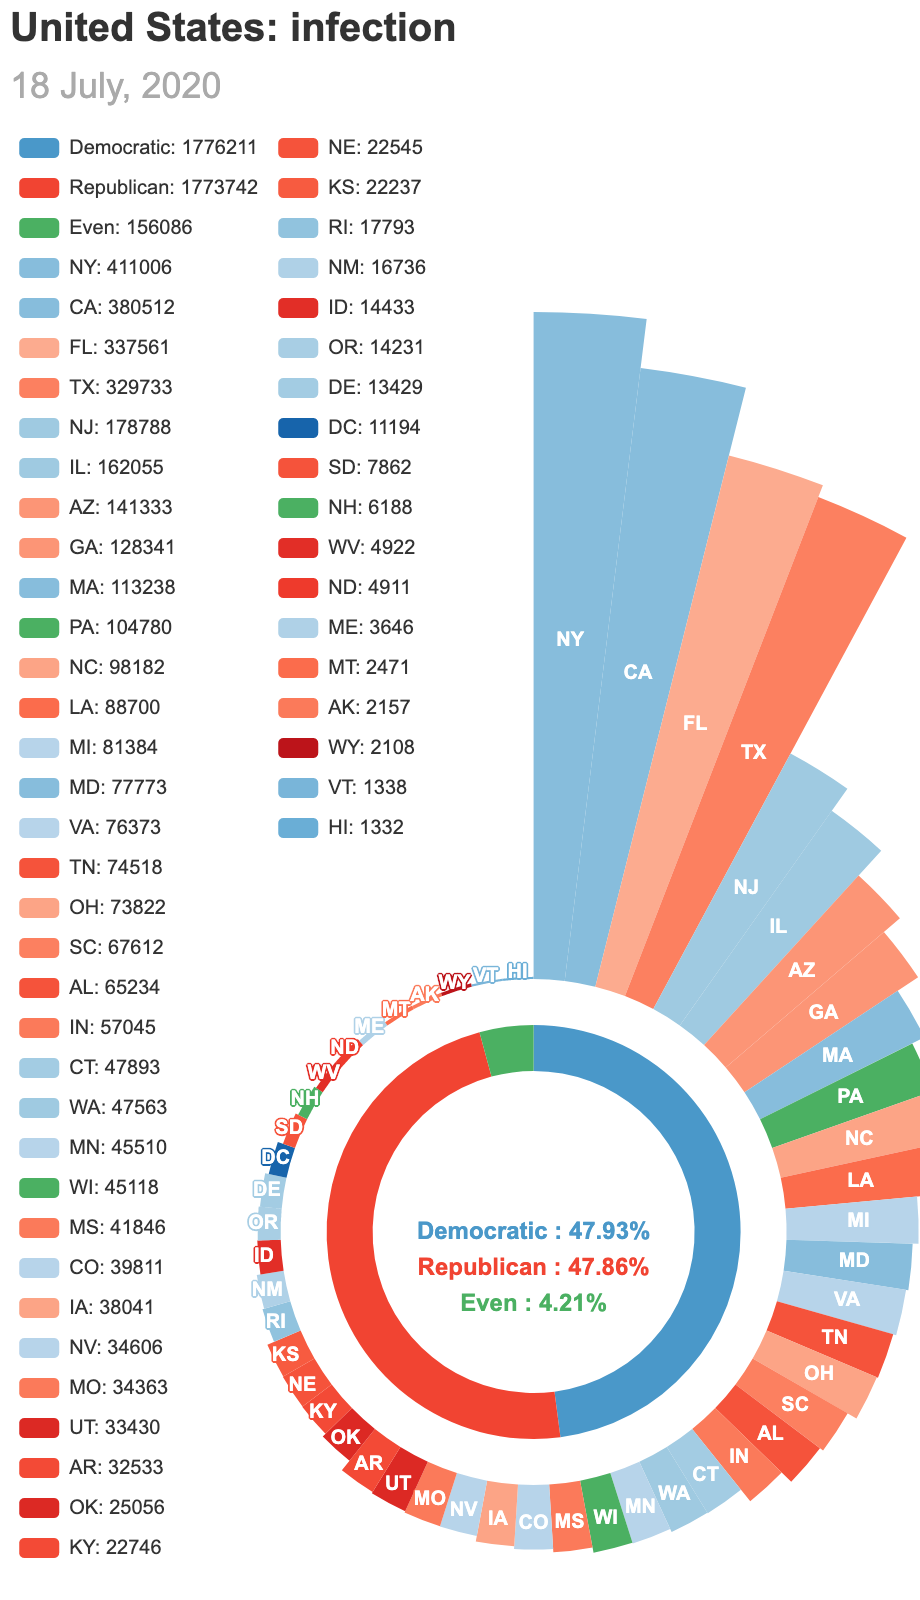 United States: infection
18 July, 2020
Democratic: 1776211
Republican: 1773742
Even: 156086
NY: 411006
CA: 380512
FL: 337561
TX: 329733
NJ: 178788
IL: 162055
AZ: 141333
GA: 128341
MA: 113238
PA: 104780
NC: 98182
LA: 88700
MI: 81384
MD: 77773
VA: 76373
TN: 74518
OH: 73822
SC: 67612
AL: 65234
IN: 57045
CT: 47893
WA: 47563
MN: 45510
WI: 45118
MS: 41846
CO: 39811
IA: 38041
NV: 34606
MO: 34363
UT: 33430
AR: 32533
OK: 25056
KY: 22746
NE: 22545
KS: 22237
RI: 17793
NM: 16736
ID: 14433
OR: 14231
DE: 13429
DC: 11194
SD: 7862
NH: 6188
WV: 4922
ND: 4911
ME: 3646
MT: 2471
AK: 2157
WY: 2108
VT: 1338
HI: 1332
NY
CA
FL
TX
NJ
IL
AZ
GA
MA
PA
NC
LA
MI
MD
VA
TN
OH
SC
AL
IN
CT
WA
MN
WI
MS
CO
IA
NV
MO
UT
AR
OK
KY
NE
KS
RI
NM
ID
OR
DE
DC
SD
NH
WV
ND
ME
MT
AK
WY
VT
HI
Democratic : 47.93%
Republican : 47.86%
Even : 4.21%